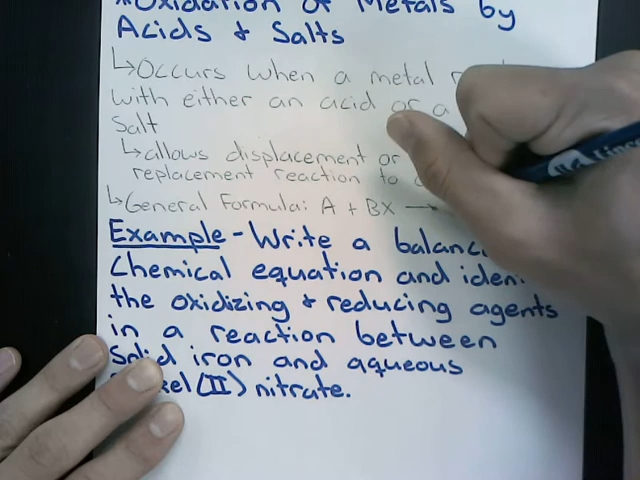 *Oxidation of Metals by
Acids & Salts
↳Occurs when a metal
with either an acid or a
Salt
↳allows displacement or
replacement reaction to
↳General Formula: A + BX →
Example - Write a
Chemical equation and
the oxidizing & reducing agents
in a reaction between
Solid iron and aqueous
(II) nitrate.